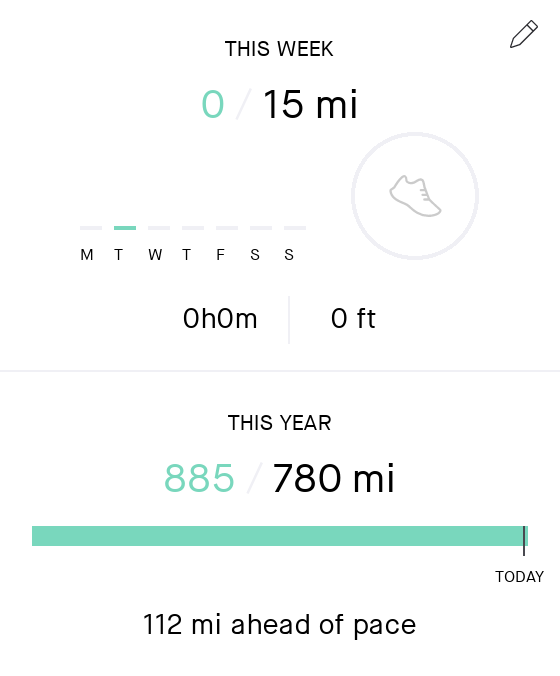 THIS WEEK
0 / 15 mi
M T W T F S S
0h0m 0 ft
THIS YEAR
885 / 780 mi
TODAY
112 mi ahead of pace